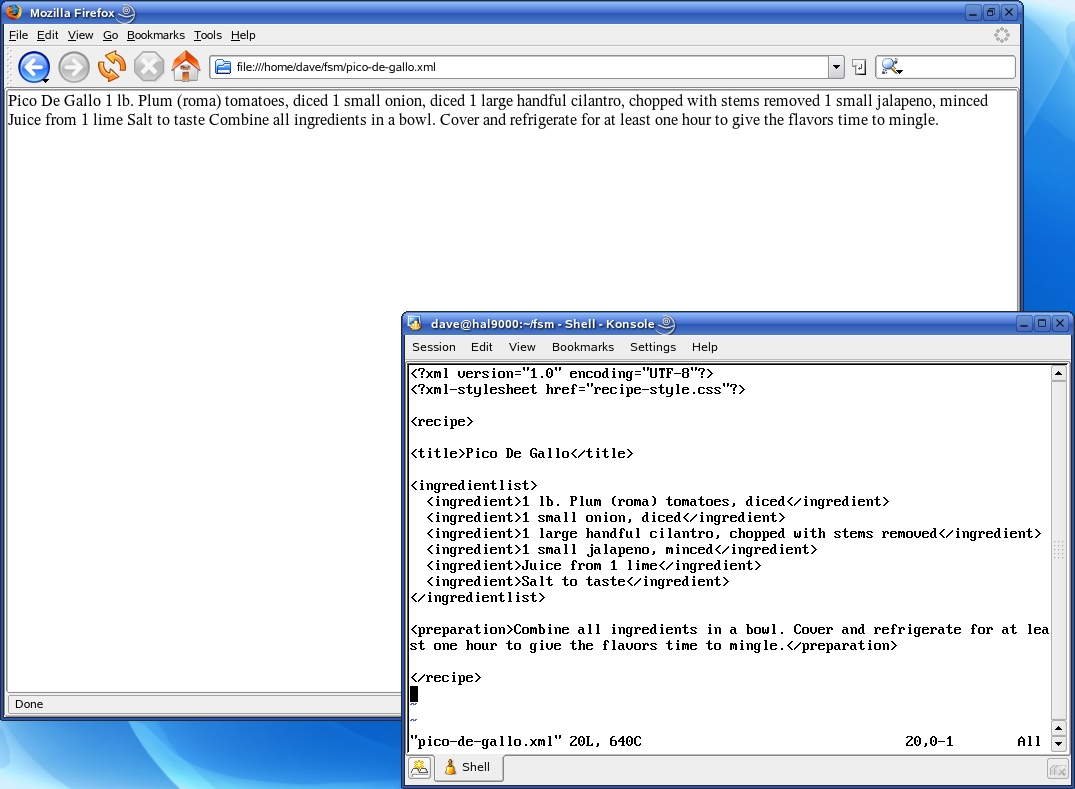 Mozilla Firefox
File Edit View Go Bookmarks Tools Help
file:///home/dave/fsm/pico-de-gallo.xml
Pico De Gallo 1 lb. Plum (roma) tomatoes, diced 1 small onion, diced 1 large handful cilantro, chopped with stems removed 1 small jalapeno, minced
Juice from 1 lime Salt to taste Combine all ingredients in a bowl. Cover and refrigerate for at least one hour to give the flavors time to mingle.
Done
dave@hal9000:~/fsm - Shell - Konsole
Session Edit View Bookmarks Settings Help
<?xml version="1.0" encoding="UTF-8"?>
<?xml-stylesheet href="recipe-style.css"?>
<recipe>
<title>Pico De Gallo</title>
<ingredientlist>
<ingredient>1 lb. Plum (roma) tomatoes, diced</ingredient>
<ingredient>1 small onion, diced</ingredient>
<ingredient>1 large handful cilantro, chopped with stems removed</ingredient>
<ingredient>1 small jalapeno, minced</ingredient>
<ingredient>Juice from 1 lime</ingredient>
<ingredient>Salt to taste</ingredient>
</ingredientlist>
<preparation>Combine all ingredients in a bowl. Cover and refrigerate for at lea
st one hour to give the flavors time to mingle.</preparation>
</recipe>
~
~
"pico-de-gallo.xml" 20L, 640C 20,0-1 All
Shell